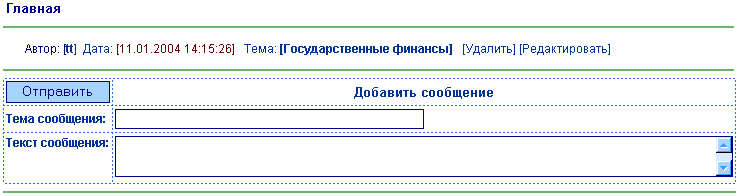 Главная
Автор: [tt] Дата: [11.01.2004 14:15:26] Тема: [Государственные финансы] [Удалить] [Редактировать]
Отправить Добавить сообщение
Тема сообщения:
Текст сообщения: